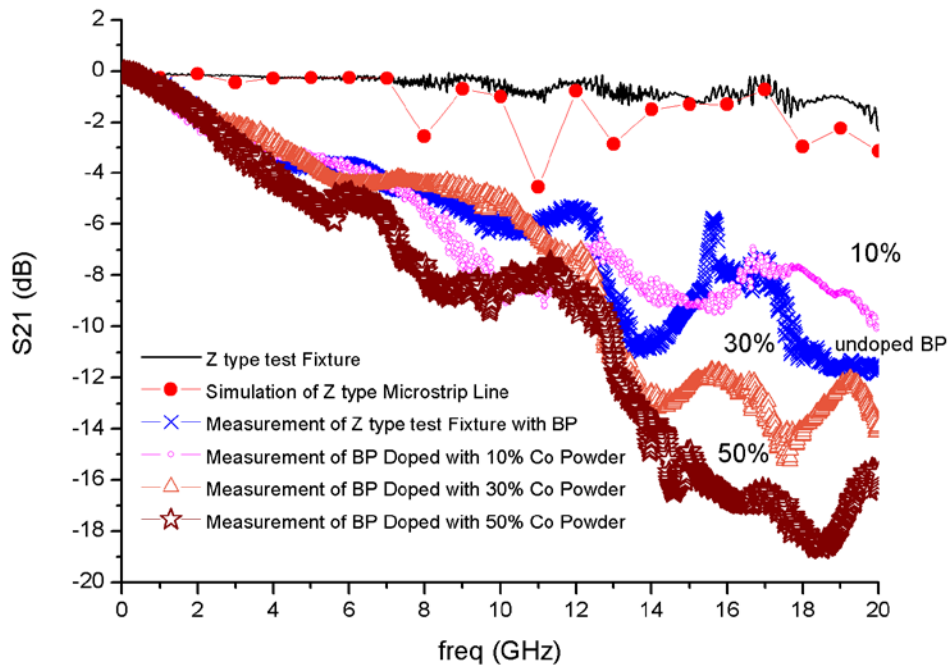 2
0
-2
-4
-6
-8
-10
-12
-14
-16
-18
-20
S21 (dB)
0 2 4 6 8 10 12 14 16 18 20
freq (GHz)
10%
30%
undoped BP
50%
Z type test Fixture
Simulation of Z type Microstrip Line
Measurement of Z type test Fixture with BP
Measurement of BP Doped with 10% Co Powder
Measurement of BP Doped with 30% Co Powder
Measurement of BP Doped with 50% Co Powder